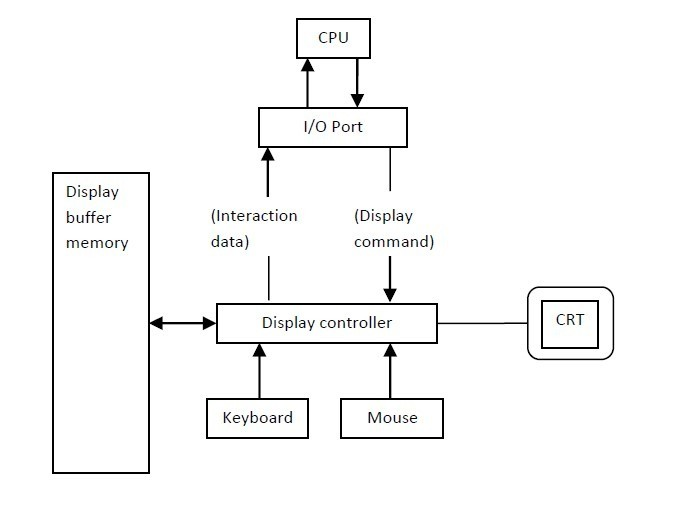 CPU
I/O Port
Display
buffer
memory
(Interaction
data)
(Display
command)
Display controller
CRT
Keyboard
Mouse